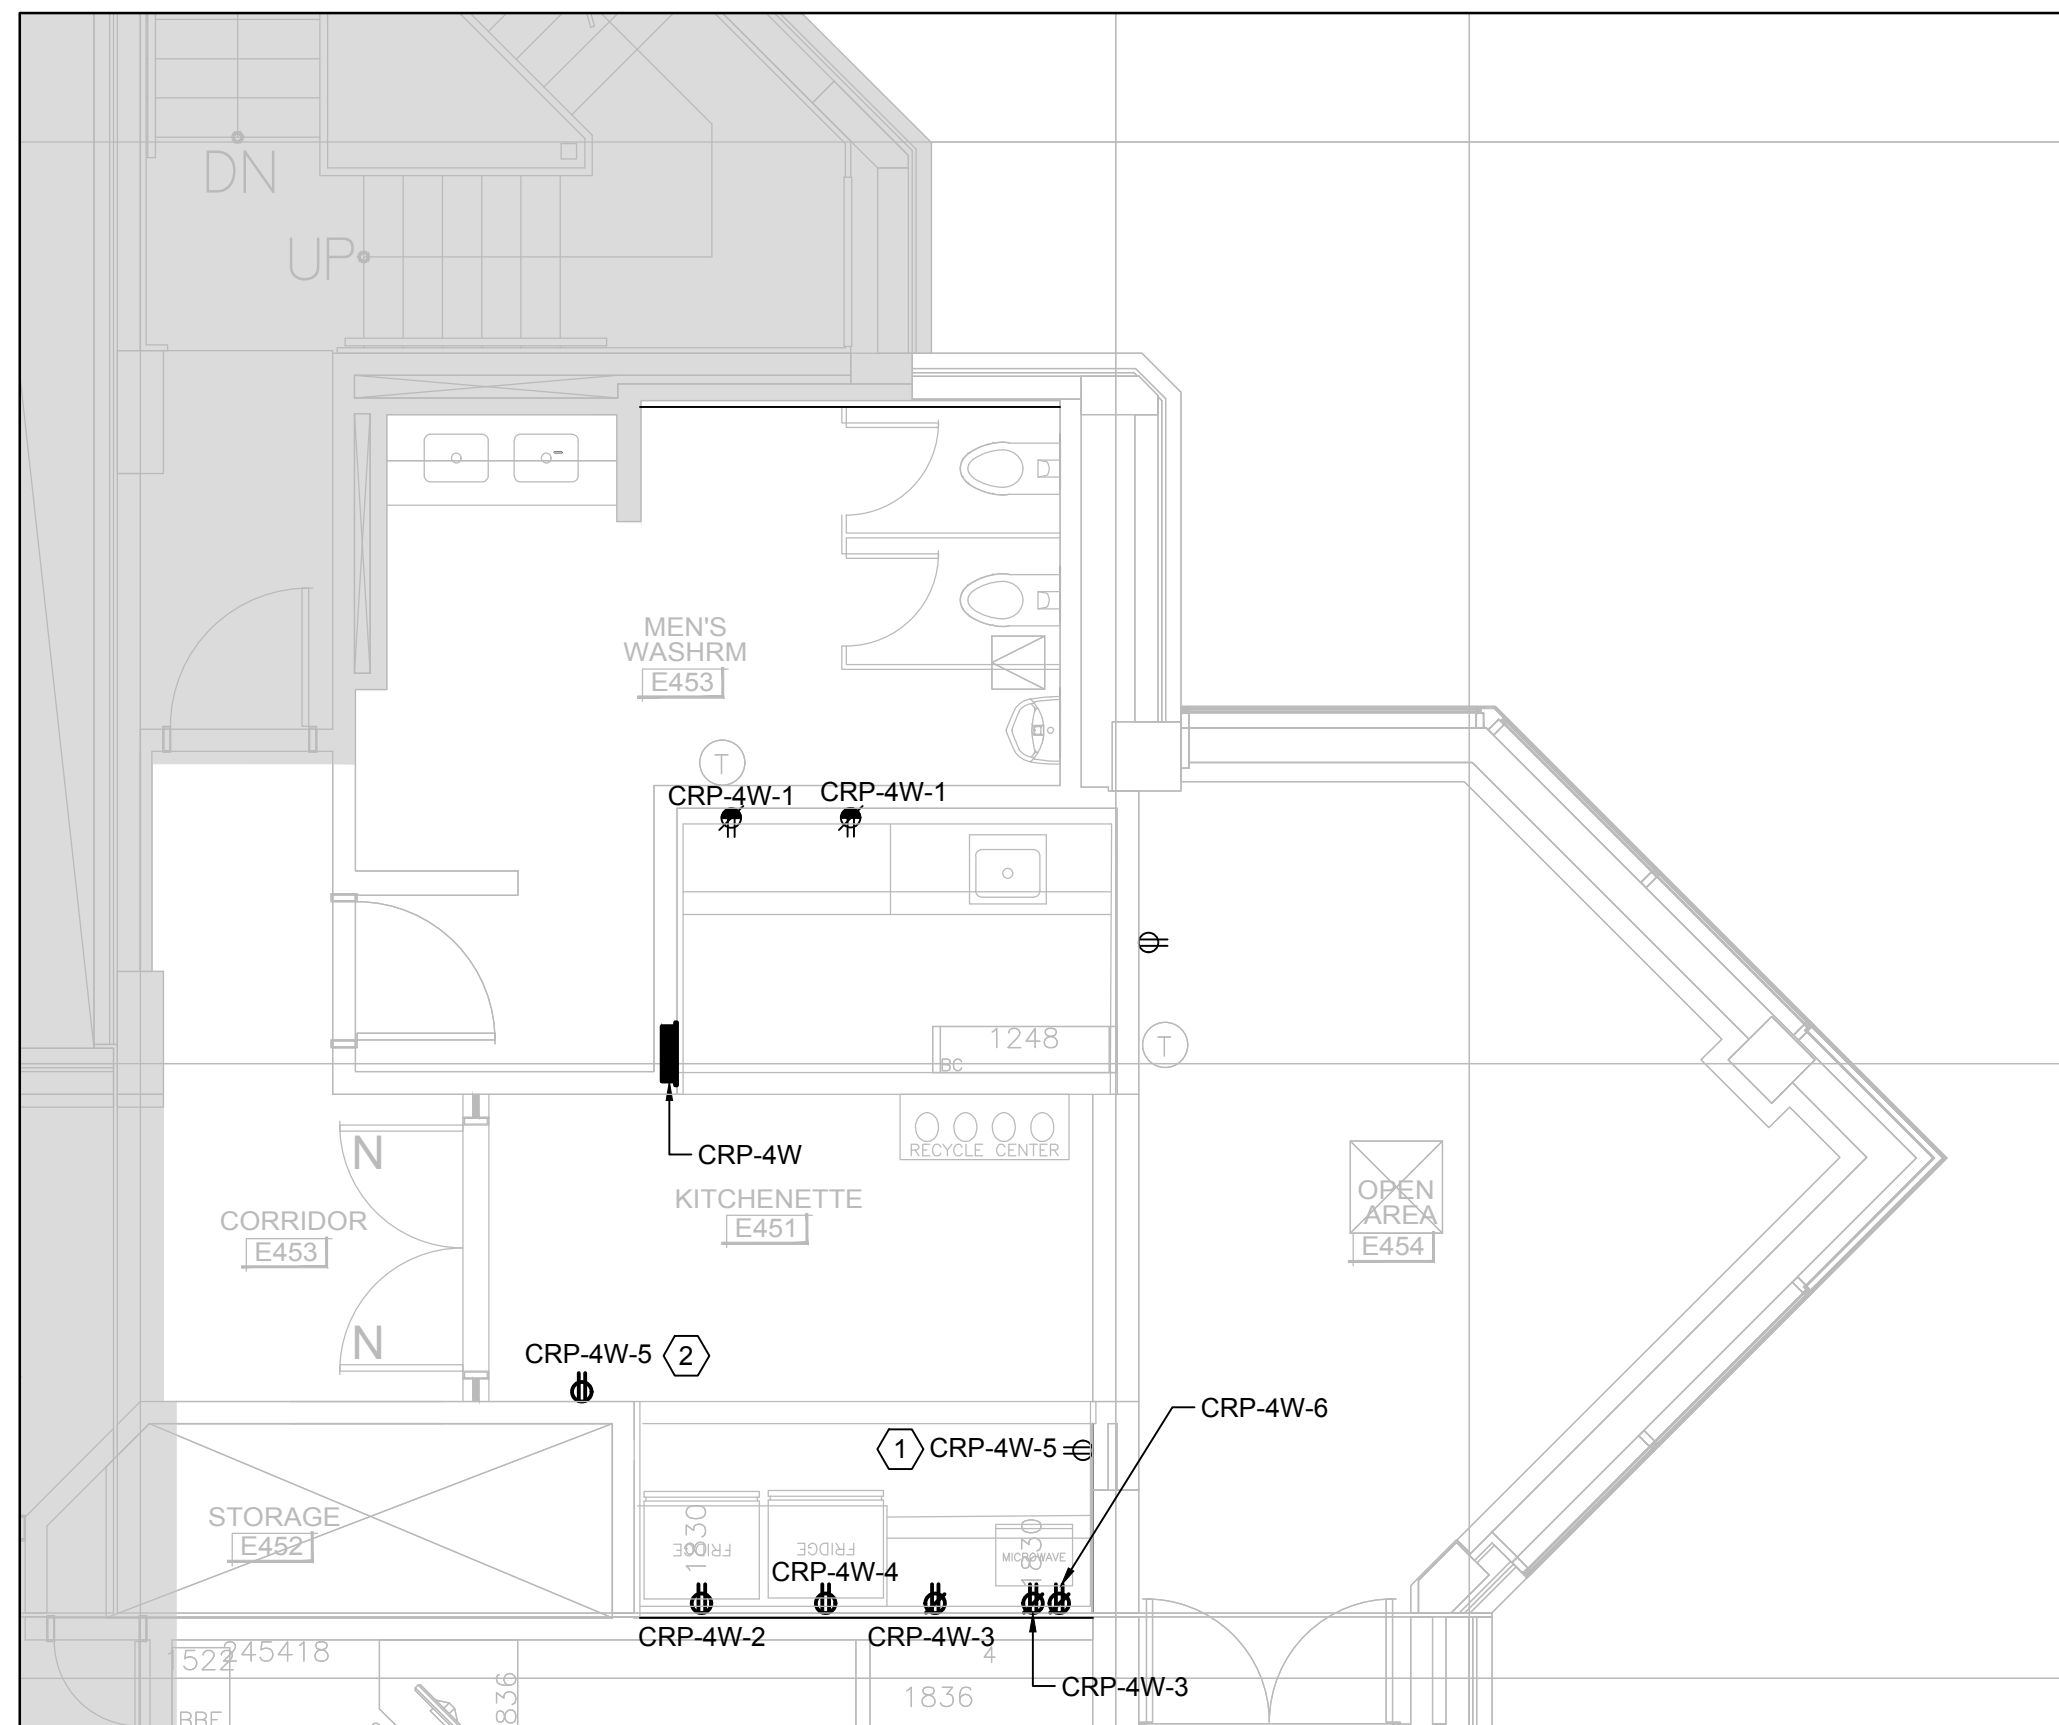 DN
UP
MEN'S
WASHRM
E453
T
CRP-4W-1
CRP-4W-1
1248
BC
T
CRP-4W
RECYCLE CENTER
N
KITCHENETTE
E451
CORRIDOR
E453
OPEN
AREA
E454
N
CRP-4W-5
2
CRP-4W-6
1
CRP-4W-5
STORAGE
E452
1830
FRIDGE
FRIDGE
1830
MICROWAVE
CRP-4W-4
CRP-4W-2
CRP-4W-3
4
1522
245418
CRP-4W-3
1836
836